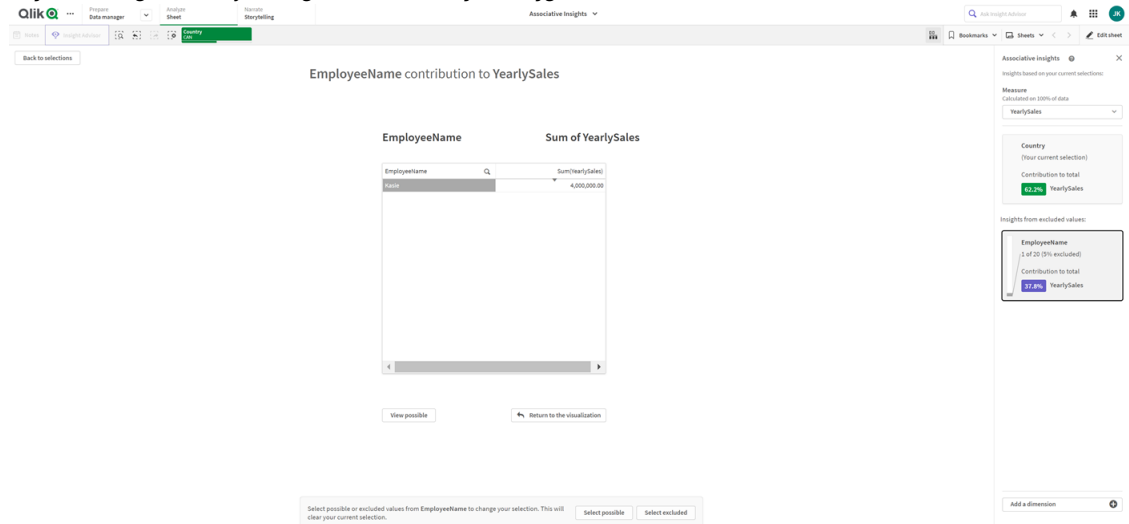 Qlik
Prepare
Data manager
Analyze
Sheet
Narrate
Storytelling
Associative Insights
Ask Insight Advisor
JK
Notes
Insight Advisor
Country
CAN
Bookmarks
Sheets
Edit sheet
Back to selections
EmployeeName contribution to YearlySales
EmployeeName
Sum of YearlySales
EmployeeName
Sum(YearlySales)
Kasie
4,000,000.00
View possible
Return to the visualization
Select possible or excluded values from EmployeeName to change your selection. This will
clear your current selection.
Select possible
Select excluded
Associative insights
Insights based on your current selections:
Measure
Calculated on 100% of data
YearlySales
Country
(Your current selection)
Contribution to total
62.2% YearlySales
Insights from excluded values:
EmployeeName
1 of 20 (5% excluded)
Contribution to total
37.8% YearlySales
Add a dimension